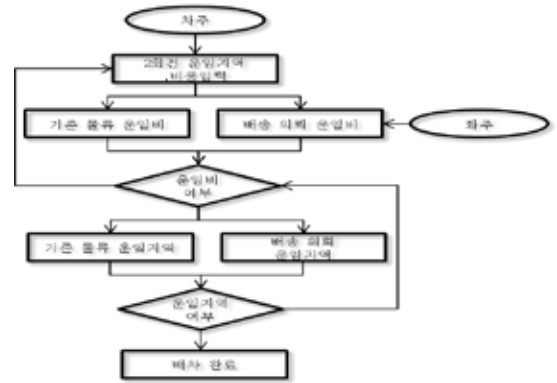 차주
2회전 운임지역
비용입력
기존 물류 운임비
배송 의뢰 운임비
화주
운임비
여부
기존 물류 운임지역
배송 의뢰
운임지역
운임지역
여부
배차 완료